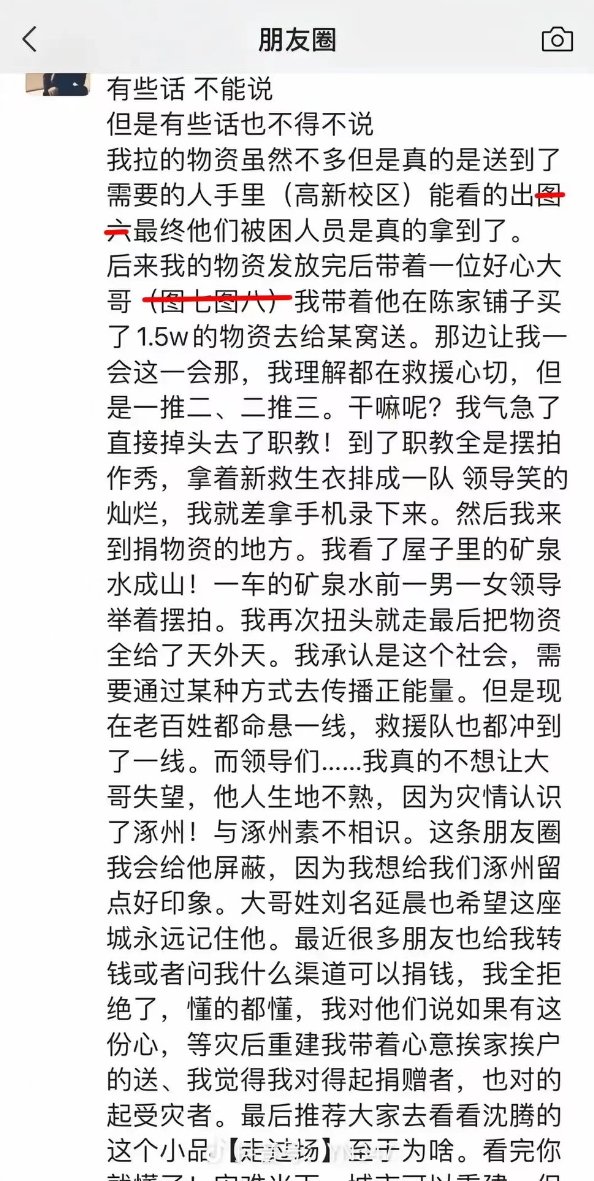 朋友圈
有些话 不能说
但是有些话也不得不说
我拉的物资虽然不多但是真的是送到了
需要的人手里（高新校区）能看的出图
六最终他们被困人员是真的拿到了。
后来我的物资发放完后带着一位好心大
哥（图七图八）我带着他在陈家铺子买
了1.5w的物资去给某窝送。那边让我一
会这一会那，我理解都在救援心切，但
是一推二、二推三。干嘛呢？我气急了
直接掉头去了职教！到了职教全是摆拍
作秀，拿着新救生衣排成一队 领导笑的
灿烂，我就差拿手机录下来。然后我来
到捐物资的地方。我看了屋子里的矿泉
水成山！一车的矿泉水前一男一女领导
举着摆拍。我再次扭头就走最后把物资
全给了天外天。我承认是这个社会，需
要通过某种方式去传播正能量。但是现
在老百姓都命悬一线，救援队也都冲到
了一线。而领导们......我真的不想让大
哥失望，他人生地不熟，因为灾情认识
了涿州！与涿州素不相识。这条朋友圈
我会给他屏蔽，因为我想给我们涿州留
点好印象。大哥姓刘名延晨也希望这座
城永远记住他。最近很多朋友也给我转
钱或者问我什么渠道可以捐钱，我全拒
绝了，懂的都懂，我对他们说如果有这
份心，等灾后重建我带着心意挨家挨户
的送、我觉得我对得起捐赠者，也对的
起受灾者。最后推荐大家去看看沈腾的
这个小品【走过场】至于为啥。看完你
就懂了！灾难当下，城市可以重建，但